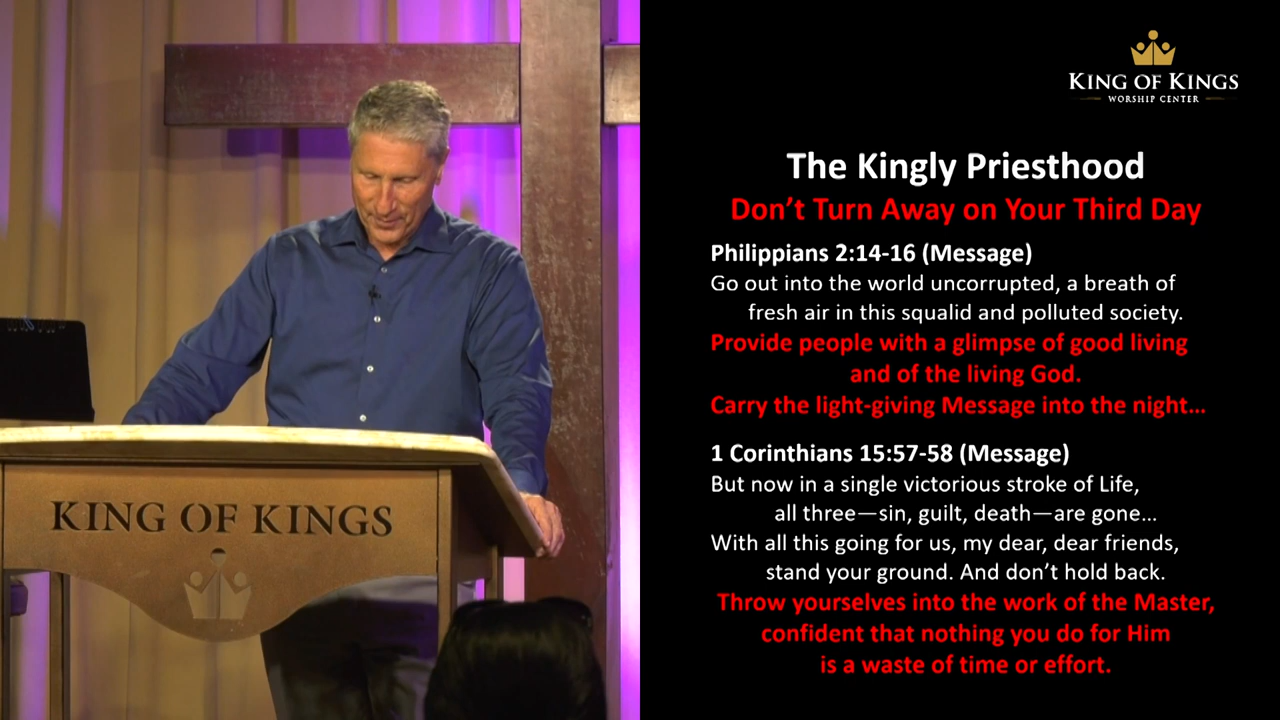 KING OF KINGS
KING OF KINGS
WORSHIP CENTER
The Kingly Priesthood
Don’t Turn Away on Your Third Day
Philippians 2:14-16 (Message)
Go out into the world uncorrupted, a breath of
fresh air in this squalid and polluted society.
Provide people with a glimpse of good living
and of the living God.
Carry the light-giving Message into the night…
1 Corinthians 15:57-58 (Message)
But now in a single victorious stroke of Life,
all three—sin, guilt, death—are gone…
With all this going for us, my dear, dear friends,
stand your ground. And don’t hold back.
Throw yourselves into the work of the Master,
confident that nothing you do for Him
is a waste of time or effort.